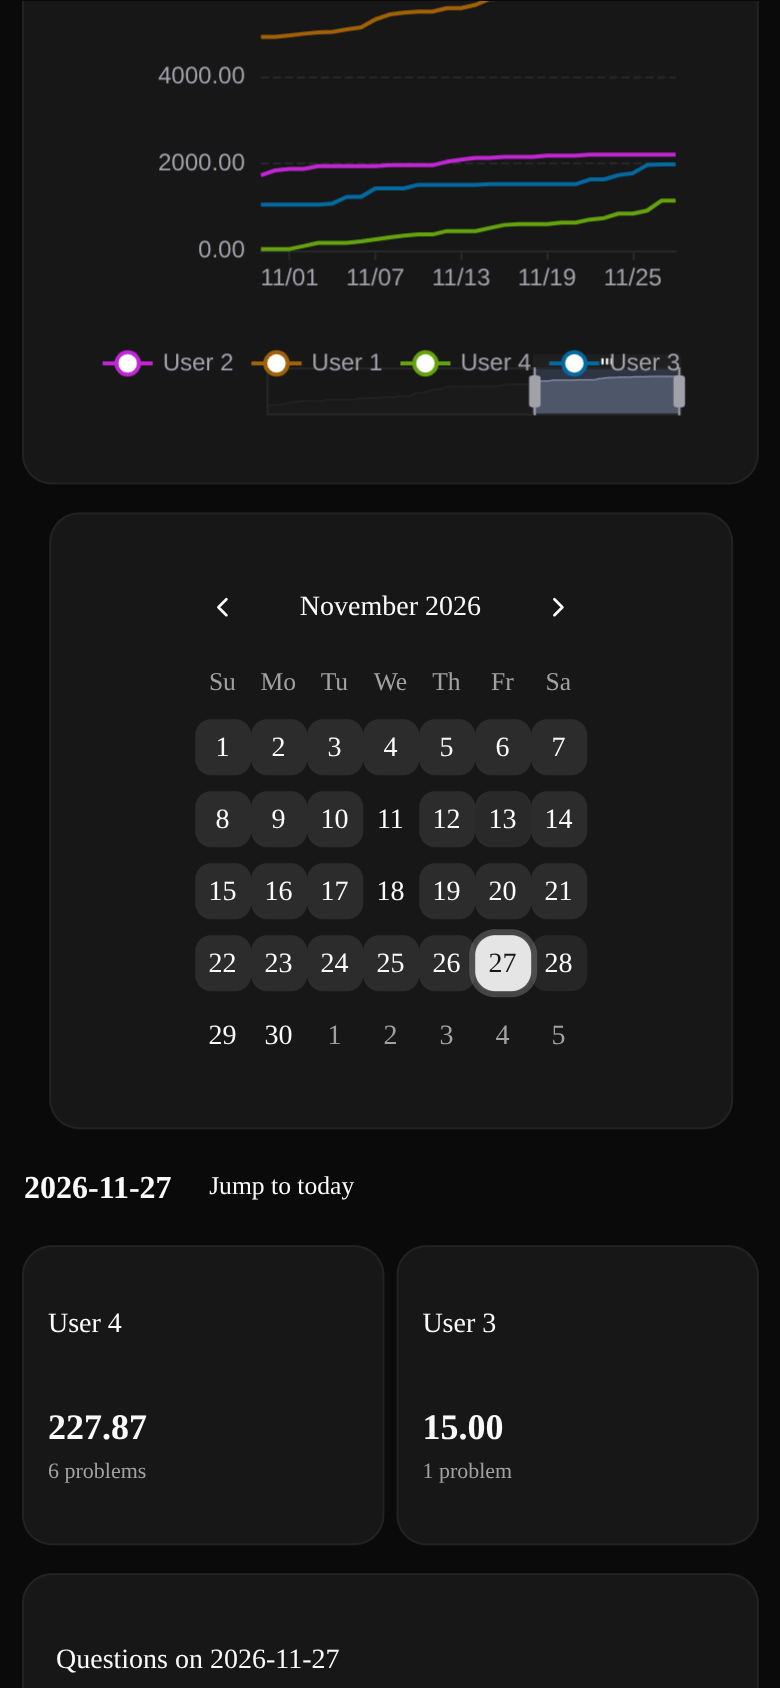 4000.00
2000.00
0.00
11/01 11/07 11/13 11/19 11/25
User 2 User 1 User 4 User 3
November 2026
Su Mo Tu We Th Fr Sa
1 2 3 4 5 6 7
8 9 10 11 12 13 14
15 16 17 18 19 20 21
22 23 24 25 26 27 28
29 30 1 2 3 4 5
2026-11-27 Jump to today
User 4 User 3
227.87 15.00
6 problems 1 problem
Questions on 2026-11-27